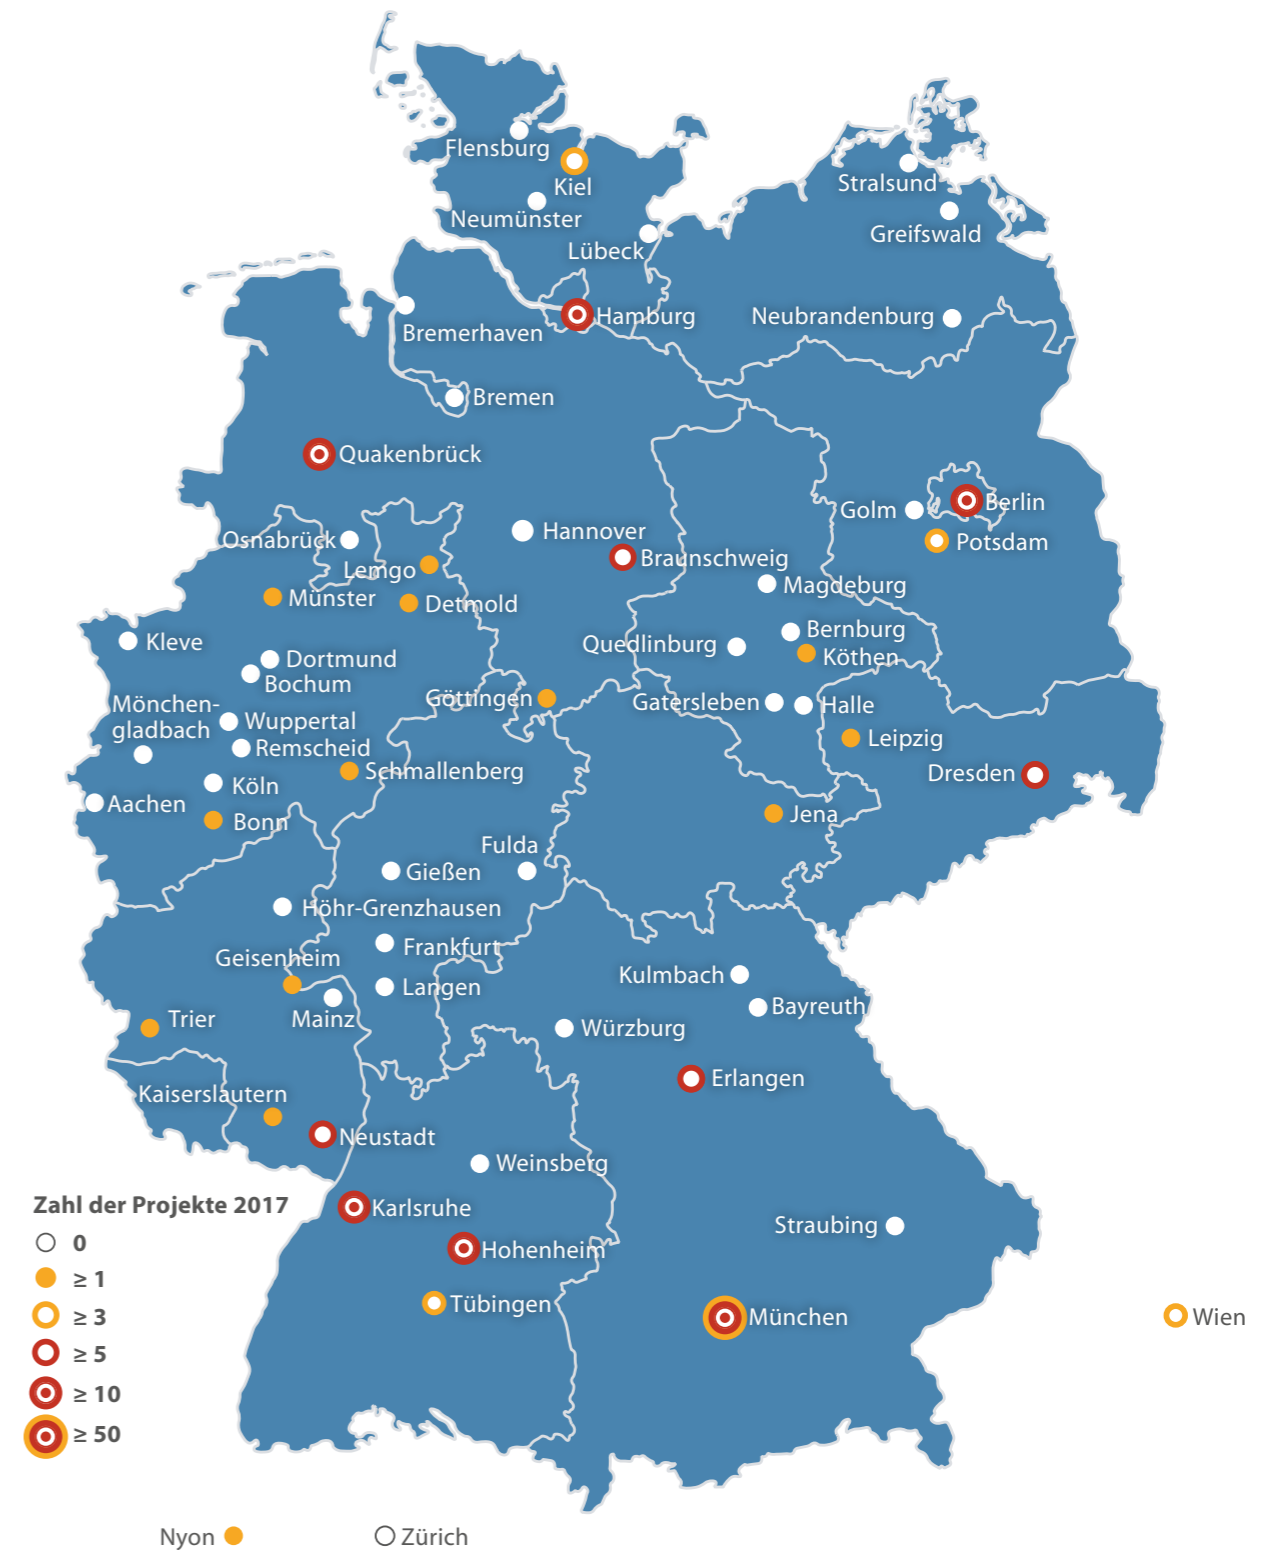 Flensburg
Kiel
Stralsund
Neumünster
Greifswald
Lübeck
Hamburg
Neubrandenburg
Bremerhaven
Bremen
Quakenbrück
Berlin
Golm
Hannover
Osnabrück
Potsdam
Braunschweig
Lemgo
Magdeburg
Münster
Detmold
Bernburg
Kleve
Quedlinburg
Köthen
Dortmund
Bochum
Göttingen
Gatersleben
Halle
Mönchen-
gladbach
Wuppertal
Leipzig
Remscheid
Schmallenberg
Dresden
Köln
Aachen
Jena
Bonn
Fulda
Gießen
Höhr-Grenzhausen
Frankfurt
Geisenheim
Kulmbach
Langen
Bayreuth
Trier
Mainz
Würzburg
Erlangen
Kaiserslautern
Neustadt
Weinsberg
Zahl der Projekte 2017
Karlsruhe
Straubing
0
Hohenheim
≥ 1
Tübingen
≥ 3
München
Wien
≥ 5
≥ 10
≥ 50
Nyon
Zürich